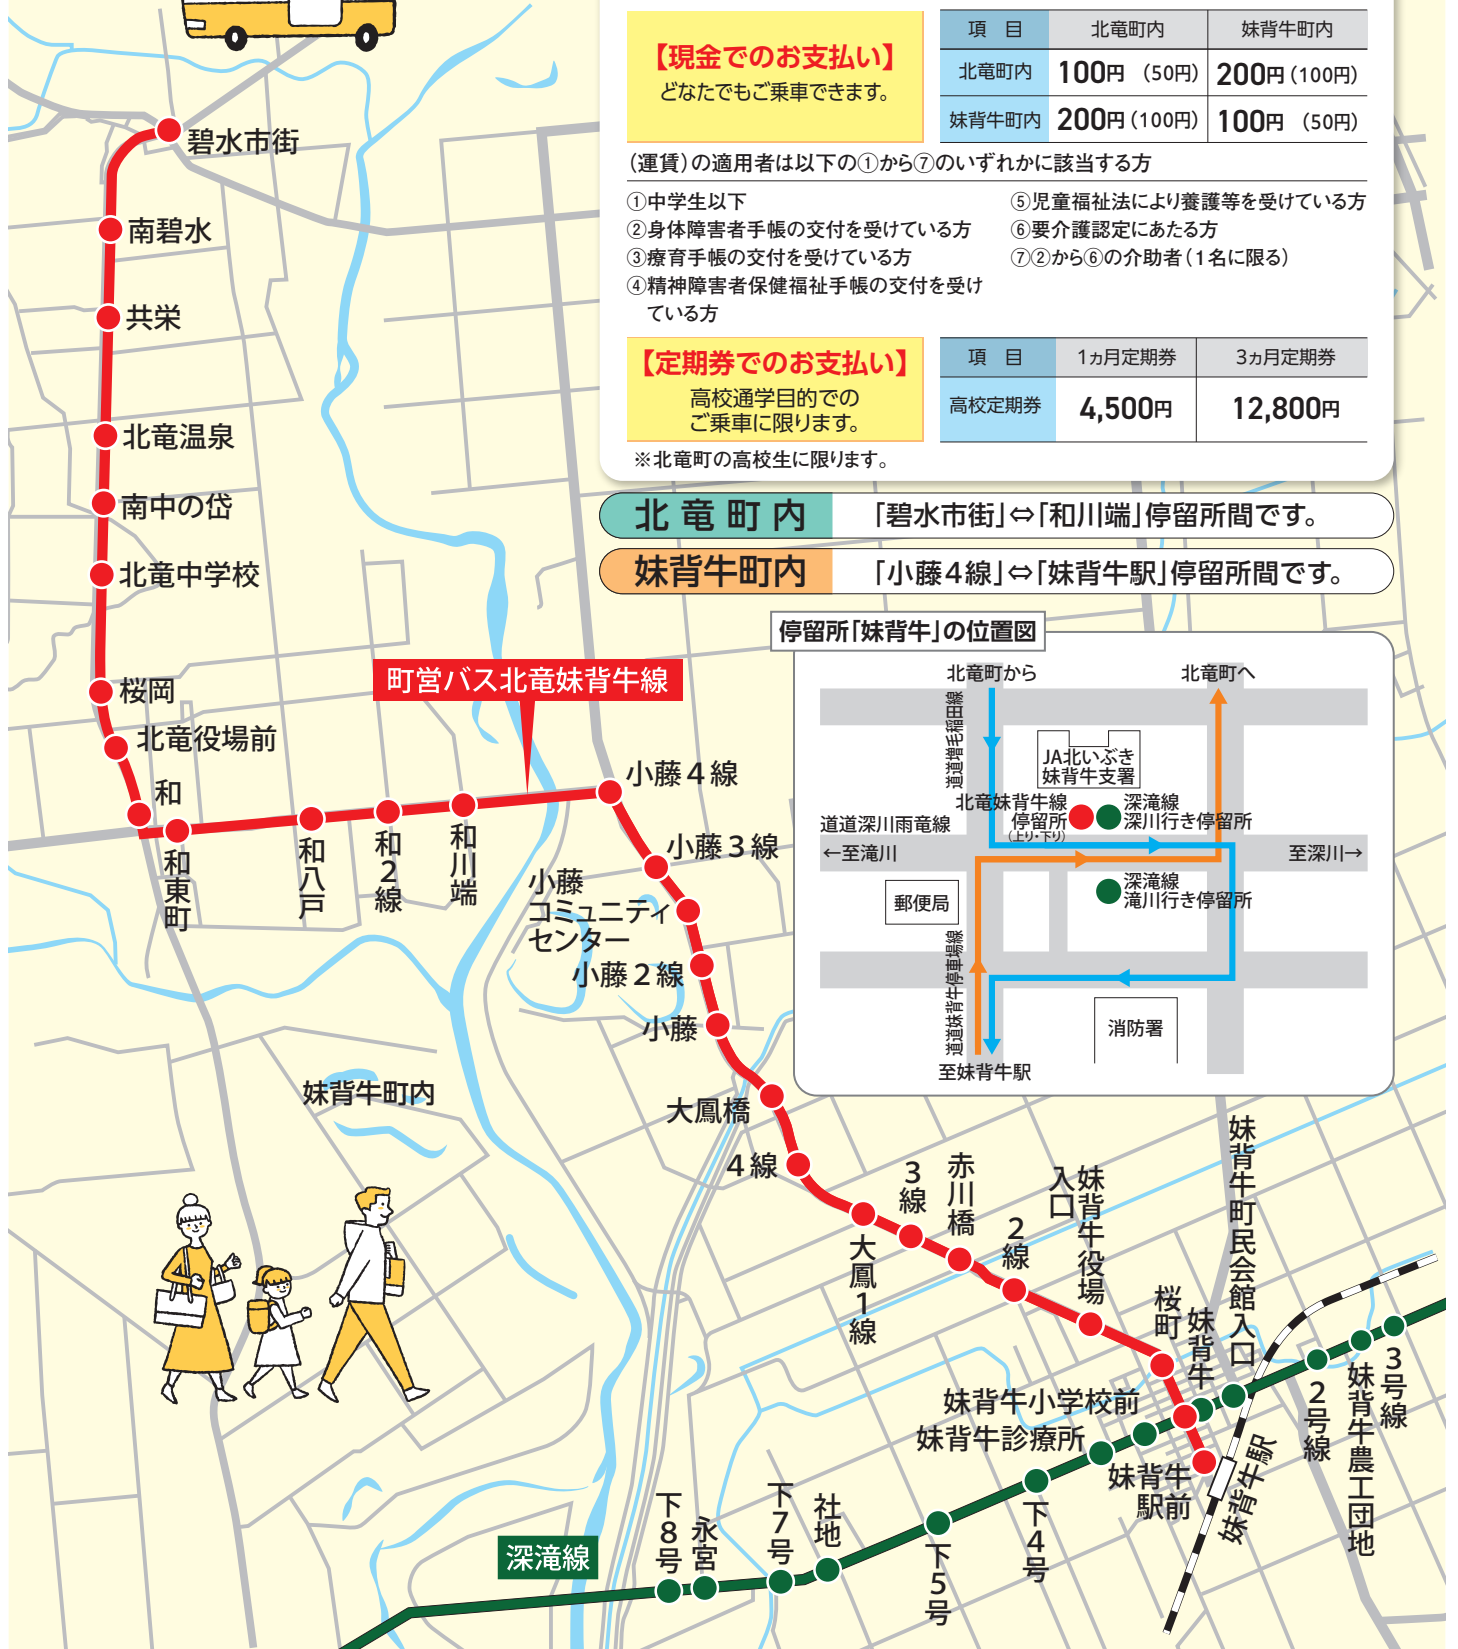 【現金でのお支払い】
どなたでもご乗車できます。
項　目　北竜町内　妹背牛町内
北竜町内　100円（50円）　200円（100円）
妹背牛町内　200円（100円）　100円（50円）
（運賃）の適用者は以下の①から⑦のいずれかに該当する方
①中学生以下
②身体障害者手帳の交付を受けている方
③療育手帳の交付を受けている方
④精神障害者保健福祉手帳の交付を受け
ている方
⑤児童福祉法により養護等を受けている方
⑥要介護認定にあたる方
⑦②から⑥の介助者（1名に限る）
【定期券でのお支払い】
高校通学目的での
ご乗車に限ります。
項　目　1ヵ月定期券　3ヵ月定期券
高校定期券　4,500円　12,800円
※北竜町の高校生に限ります。
北竜町内　「碧水市街」⇔「和川端」停留所間です。
妹背牛町内　「小藤4線」⇔「妹背牛駅」停留所間です。
停留所「妹背牛」の位置図
北竜町から
北竜町へ
道道増毛稲田線
JA北いぶき
妹背牛支署
北竜妹背牛線
停留所
（上り・下り）
深滝線
深川行き停留所
道道深川雨竜線
←至滝川
至深川→
深滝線
滝川行き停留所
郵便局
道道妹背牛停車場線
消防署
至妹背牛駅
碧水市街
南碧水
共栄
北竜温泉
南中の岱
北竜中学校
桜岡
北竜役場前
和
和東町
和八戸
和2線
和川端
町営バス北竜妹背牛線
小藤4線
小藤3線
小藤
コミュニティ
センター
小藤2線
小藤
大鳳橋
4線
大鳳1線
3線
赤川橋
2線
妹背牛役場
入口
桜町
妹背牛
妹背牛町民会館入口
妹背牛町内
妹背牛小学校前
妹背牛診療所
妹背牛
駅前
妹背牛駅
2号線
妹背牛農工団地
3号線
深滝線
下8号
永宮
下7号
社地
下5号
下4号